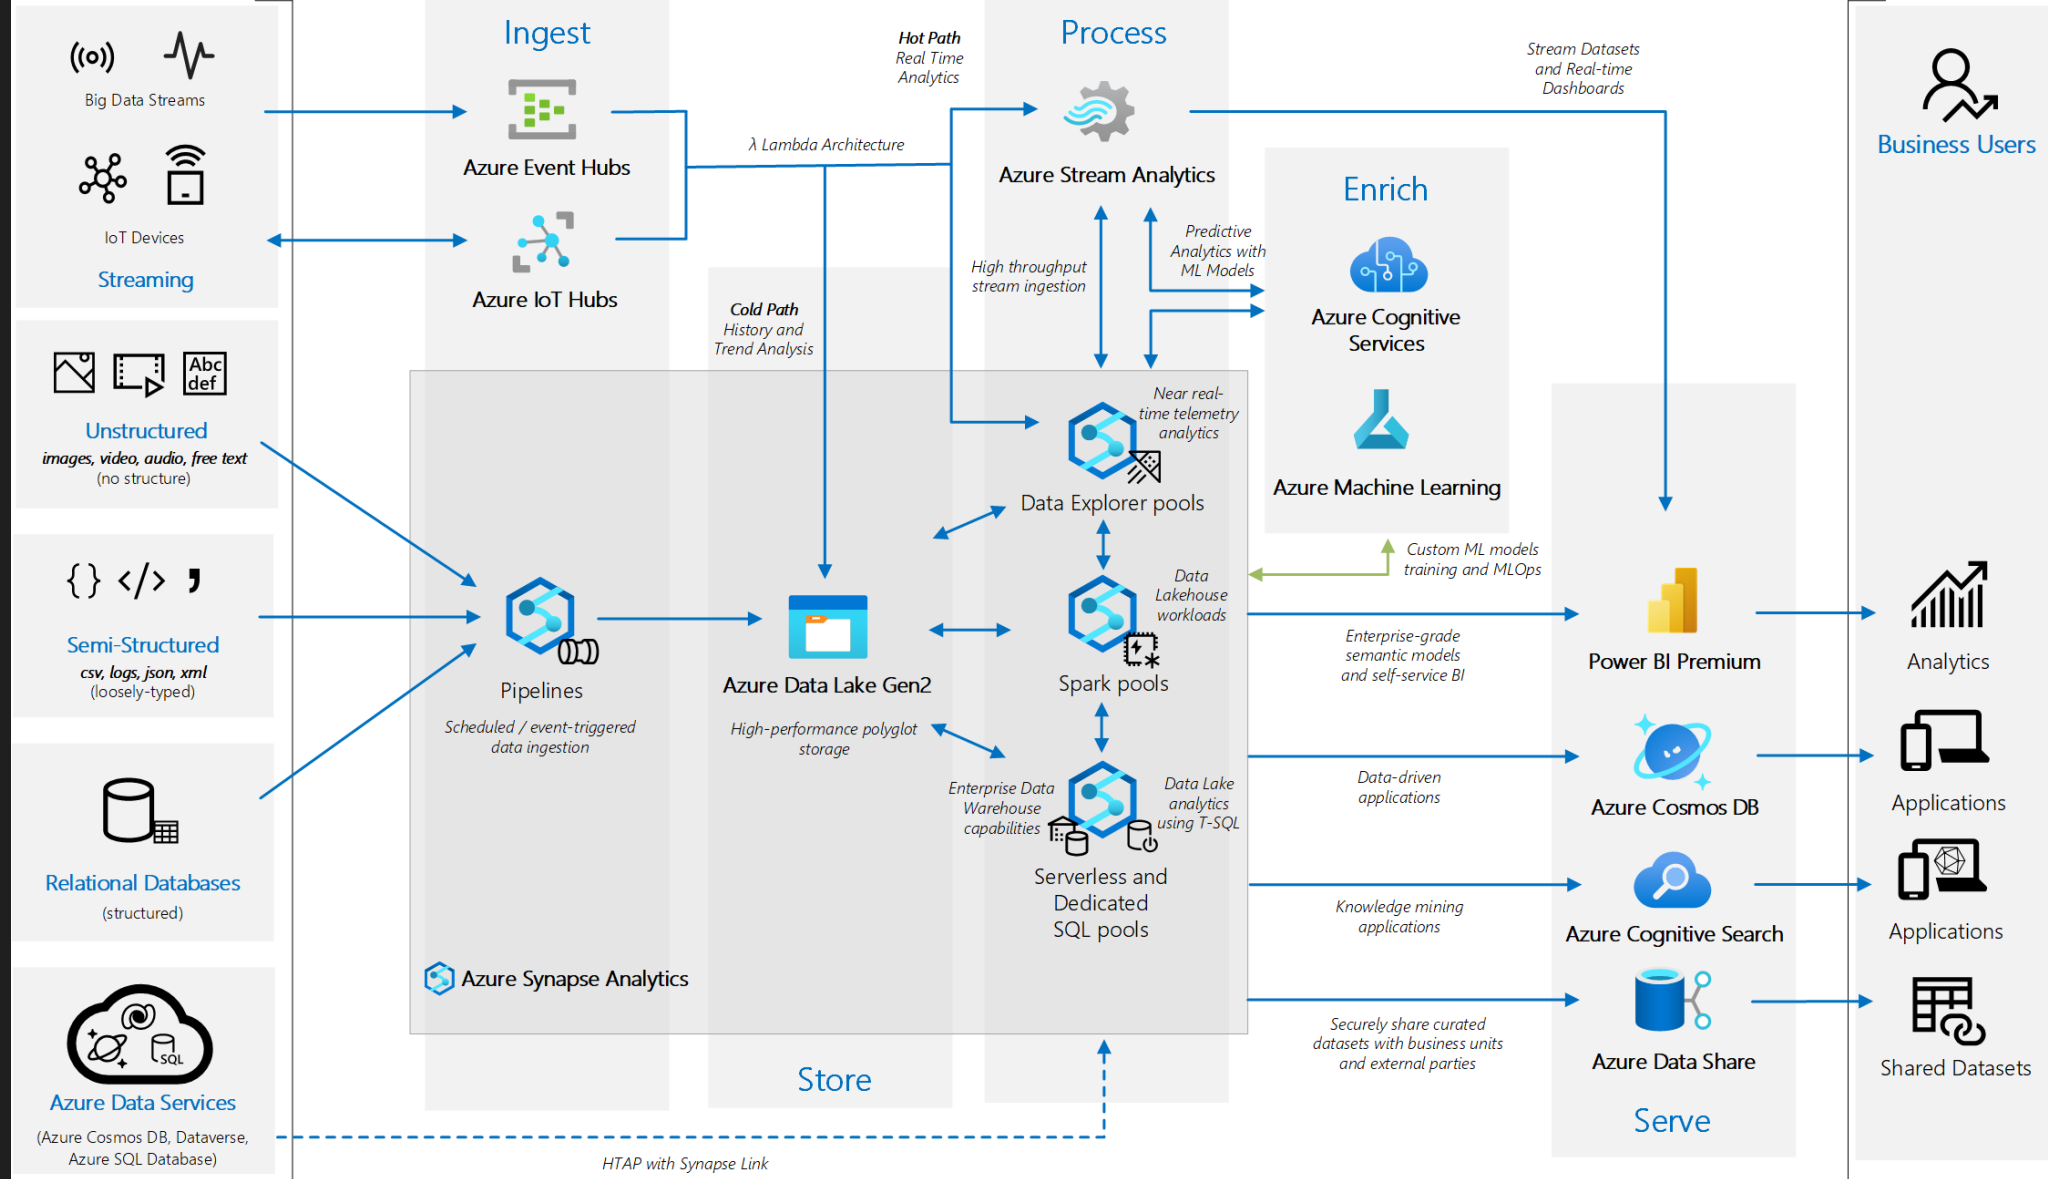 Big Data Streams
IoT Devices
Streaming
Abc
def
Unstructured
images, video, audio, free text
(no structure)
{ } </> ,
Semi-Structured
csv, logs, json, xml
(loosely-typed)
Relational Databases
(structured)
SQL
Azure Data Services
(Azure Cosmos DB, Dataverse,
Azure SQL Database)
HTAP with Synapse Link
Ingest
Azure Event Hubs
Azure IoT Hubs
Pipelines
Scheduled / event-triggered
data ingestion
Azure Synapse Analytics
λ Lambda Architecture
Cold Path
History and
Trend Analysis
Azure Data Lake Gen2
High-performance polyglot
storage
Store
Hot Path
Real Time
Analytics
Process
Azure Stream Analytics
High throughput
stream ingestion
Predictive
Analytics with
ML Models
Near real-
time telemetry
analytics
Data Explorer pools
Data
Lakehouse
workloads
Spark pools
Enterprise Data
Warehouse
capabilities
Data Lake
analytics
using T-SQL
Serverless and
Dedicated
SQL pools
Enrich
Azure Cognitive
Services
Azure Machine Learning
Custom ML models
training and MLOps
Stream Datasets
and Real-time
Dashboards
Enterprise-grade
semantic models
and self-service BI
Data-driven
applications
Knowledge mining
applications
Securely share curated
datasets with business units
and external parties
Power BI Premium
Azure Cosmos DB
Azure Cognitive Search
Azure Data Share
Serve
Business Users
Analytics
Applications
Applications
Shared Datasets